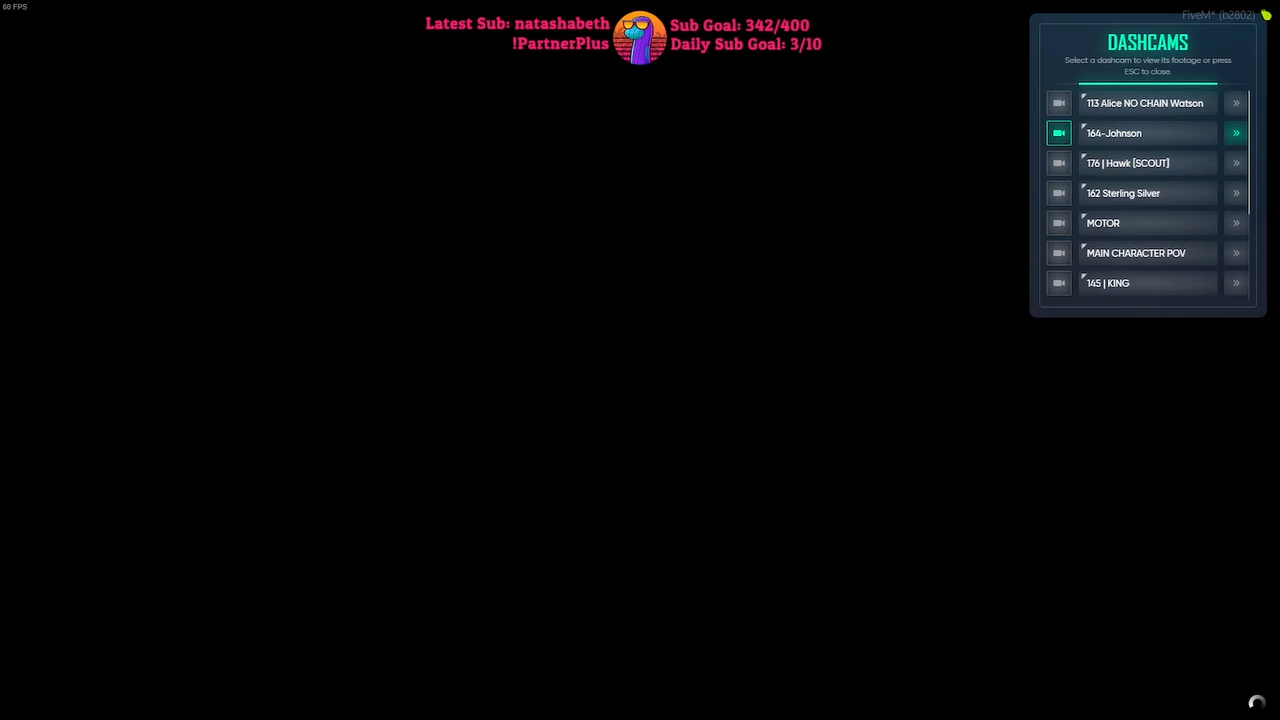 60 FPS
Latest Sub: natashabeth
!PartnerPlus
Sub Goal: 342/400
Daily Sub Goal: 3/10
FiveM* (b2802)
DASHCAMS
Select a dashcam to view its footage or press
ESC to close.
113 Alice NO CHAIN Watson
164-Johnson
176 | Hawk [SCOUT]
162 Sterling Silver
MOTOR
MAIN CHARACTER POV
145 | KING